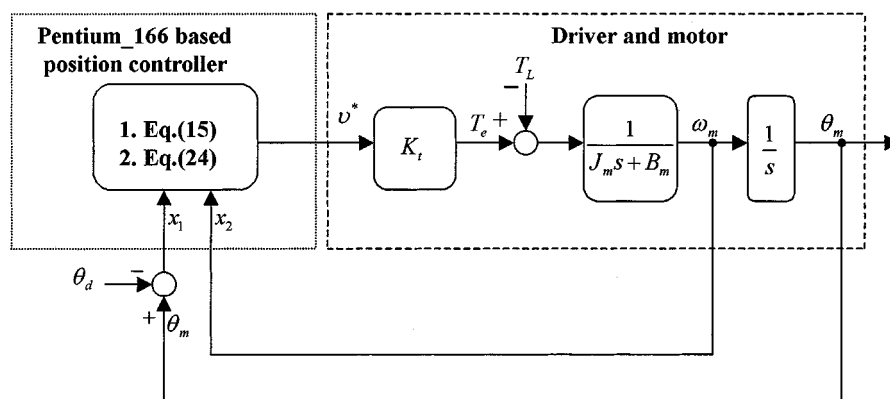 Pentium_166 based
position controller
Driver and motor
1. Eq.(15)
2. Eq.(24)
υ*
K_t
T_e +
− T_L
1
J_m s + B_m
ω_m
1
s
θ_m
x_1
x_2
θ_d −
+ θ_m